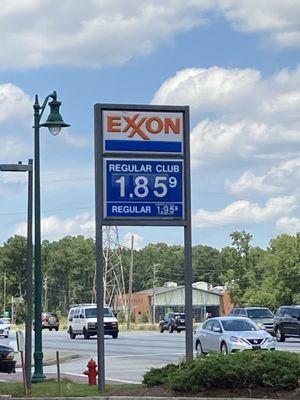 EXXON
REGULAR CLUB
1.85 9
REGULAR 1.95 9